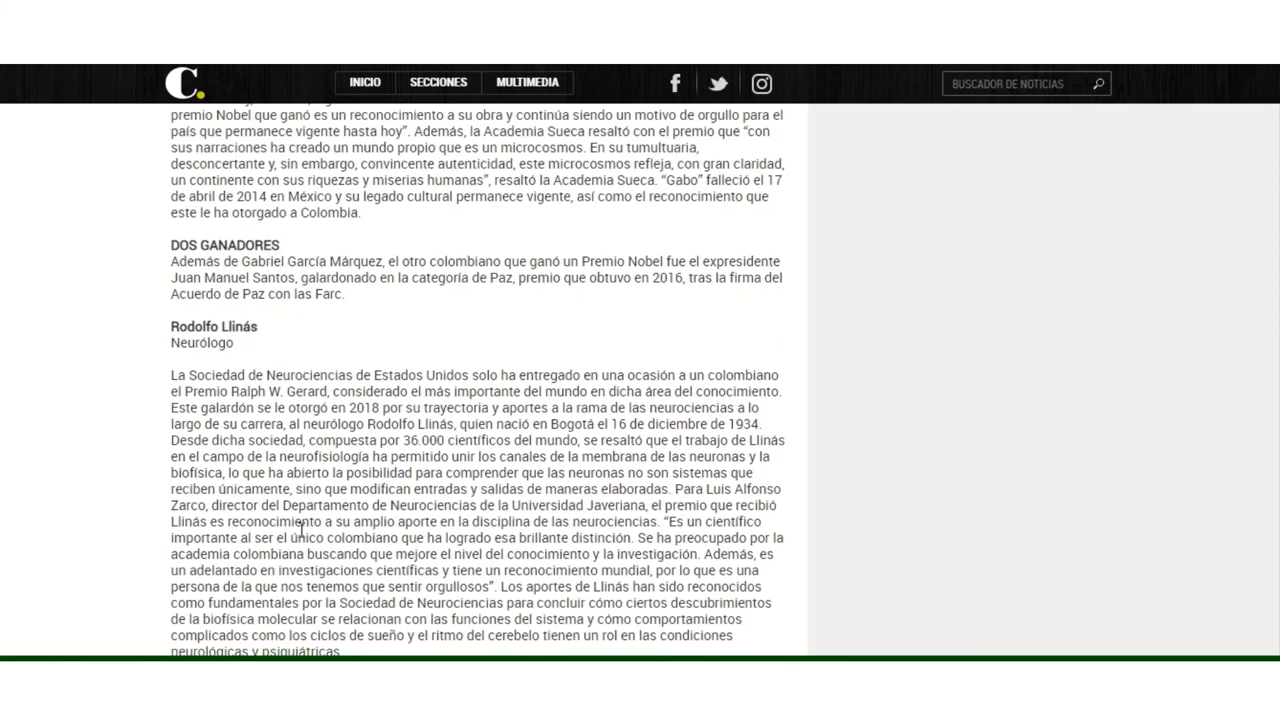 C.
INICIO
SECCIONES
MULTIMEDIA
BUSCADOR DE NOTICIAS
premio Nobel que ganó es un reconocimiento a su obra y continúa siendo un motivo de orgullo para el
país que permanece vigente hasta hoy”. Además, la Academia Sueca resaltó con el premio que “con
sus narraciones ha creado un mundo propio que es un microcosmos. En su tumultuaria,
desconcertante y, sin embargo, convincente autenticidad, este microcosmos refleja, con gran claridad,
un continente con sus riquezas y miserias humanas”, resaltó la Academia Sueca. “Gabo” falleció el 17
de abril de 2014 en México y su legado cultural permanece vigente, así como el reconocimiento que
este le ha otorgado a Colombia.
DOS GANADORES
Además de Gabriel García Márquez, el otro colombiano que ganó un Premio Nobel fue el expresidente
Juan Manuel Santos, galardonado en la categoría de Paz, premio que obtuvo en 2016, tras la firma del
Acuerdo de Paz con las Farc.
Rodolfo Llinás
Neurólogo
La Sociedad de Neurociencias de Estados Unidos solo ha entregado en una ocasión a un colombiano
el Premio Ralph W. Gerard, considerado el más importante del mundo en dicha área del conocimiento.
Este galardón se le otorgó en 2018 por su trayectoria y aportes a la rama de las neurociencias a lo
largo de su carrera, al neurólogo Rodolfo Llinás, quien nació en Bogotá el 16 de diciembre de 1934.
Desde dicha sociedad, compuesta por 36.000 científicos del mundo, se resaltó que el trabajo de Llinás
en el campo de la neurofisiología ha permitido unir los canales de la membrana de las neuronas y la
biofísica, lo que ha abierto la posibilidad para comprender que las neuronas no son sistemas que
reciben únicamente, sino que modifican entradas y salidas de maneras elaboradas. Para Luis Alfonso
Zarco, director del Departamento de Neurociencias de la Universidad Javeriana, el premio que recibió
Llinás es reconocimiento a su amplio aporte en la disciplina de las neurociencias. “Es un científico
importante al ser el único colombiano que ha logrado esa brillante distinción. Se ha preocupado por la
academia colombiana buscando que mejore el nivel del conocimiento y la investigación. Además, es
un adelantado en investigaciones científicas y tiene un reconocimiento mundial, por lo que es una
persona de la que nos tenemos que sentir orgullosos”. Los aportes de Llinás han sido reconocidos
como fundamentales por la Sociedad de Neurociencias para concluir cómo ciertos descubrimientos
de la biofísica molecular se relacionan con las funciones del sistema y cómo comportamientos
complicados como los ciclos de sueño y el ritmo del cerebelo tienen un rol en las condiciones
neurológicas y psiquiátricas